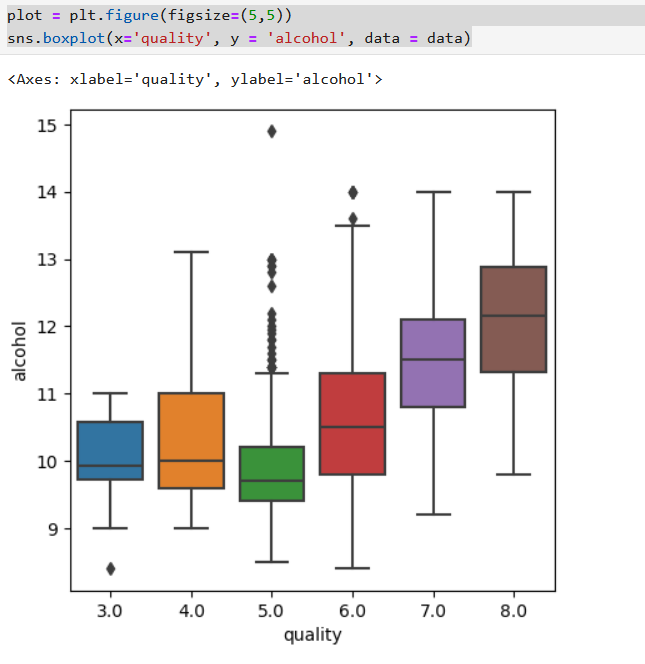 plot = plt.figure(figsize=(5,5))
sns.boxplot(x='quality', y = 'alcohol', data = data)
<Axes: xlabel='quality', ylabel='alcohol'>
15
14
13
12
11
10
9
alcohol
3.0 4.0 5.0 6.0 7.0 8.0
quality